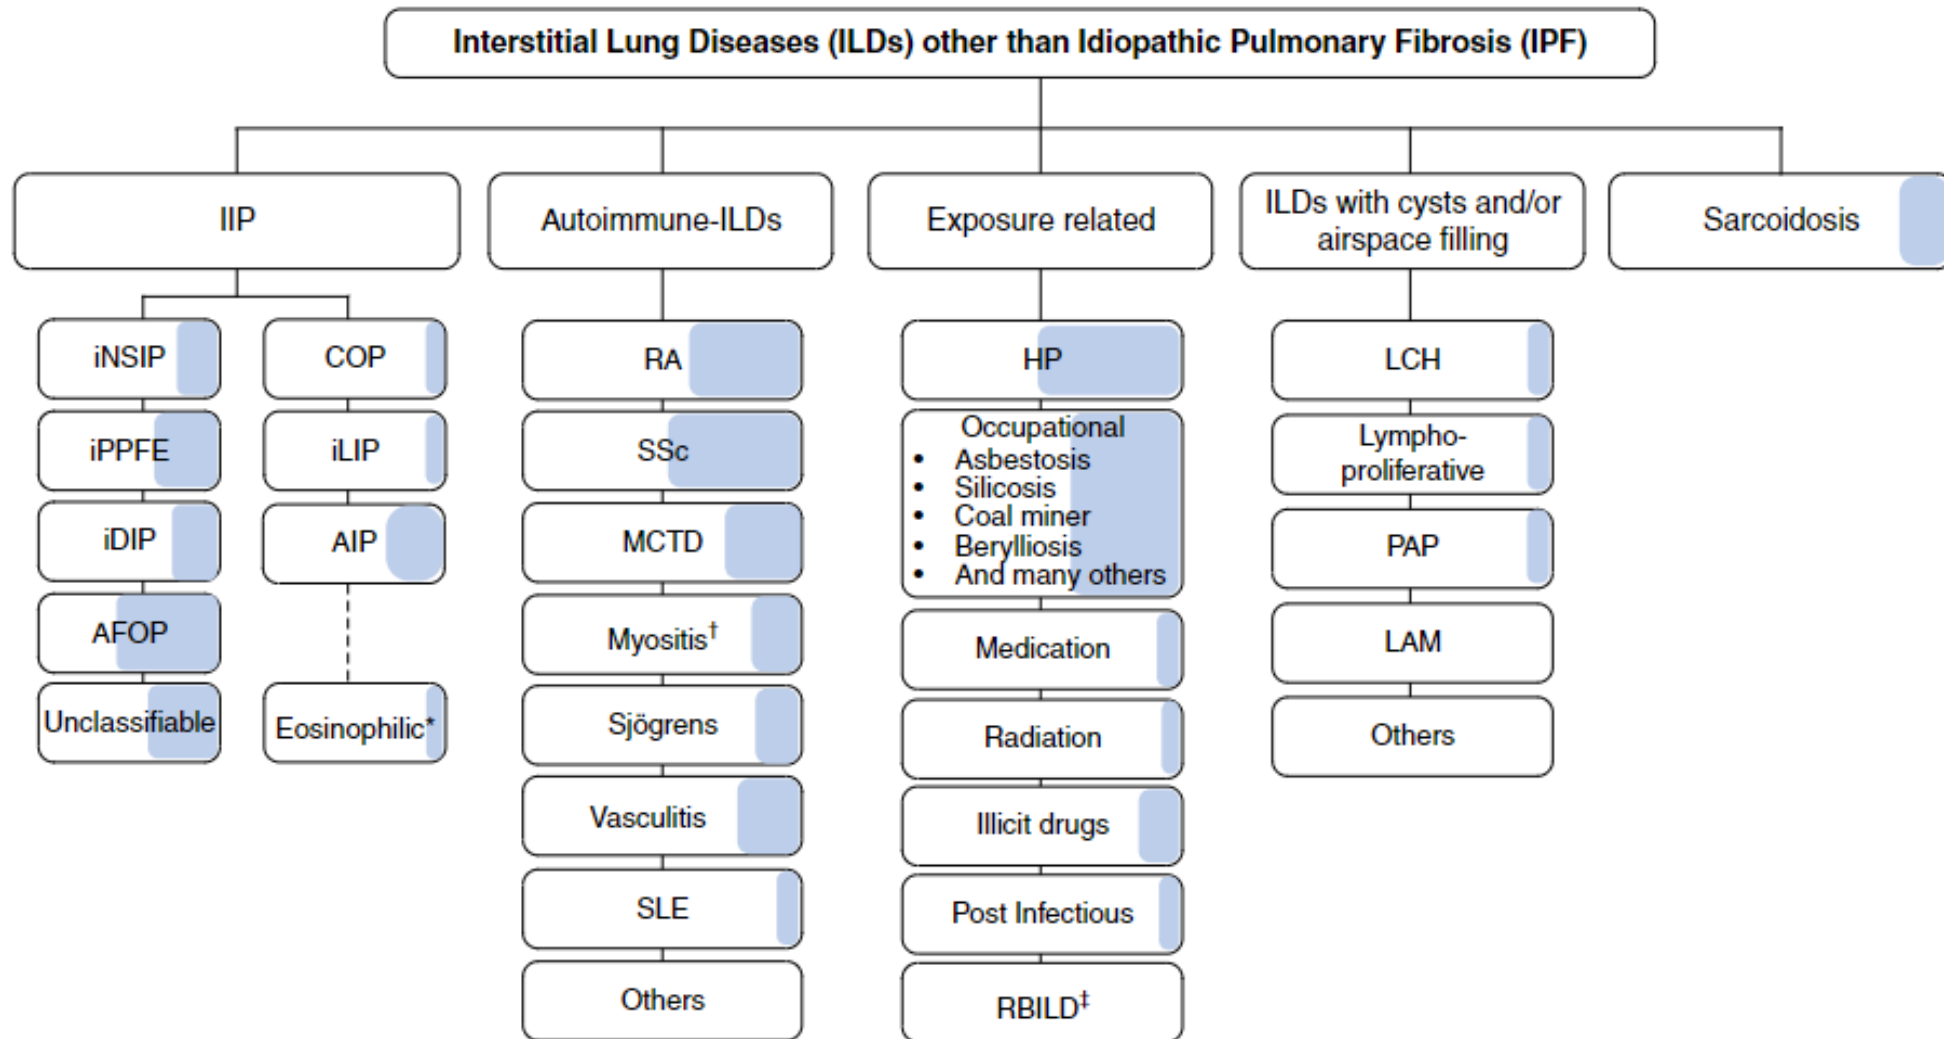 Interstitial Lung Diseases (ILDs) other than Idiopathic Pulmonary Fibrosis (IPF)
IIP
Autoimmune-ILDs
Exposure related
ILDs with cysts and/or
airspace filling
Sarcoidosis
iNSIP
iPPFE
iDIP
AFOP
Unclassifiable
COP
iLIP
AIP
Eosinophilic*
RA
SSc
MCTD
Myositis†
Sjögrens
Vasculitis
SLE
Others
HP
Occupational
• Asbestosis
• Silicosis
• Coal miner
• Berylliosis
• And many others
Medication
Radiation
Illicit drugs
Post Infectious
RBILD‡
LCH
Lympho-
proliferative
PAP
LAM
Others